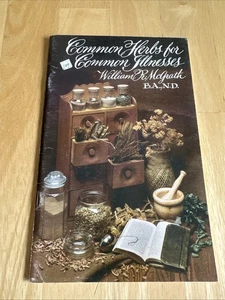 Common Herbs for
Common Illnesses
William R. McGrath
B.A., N.D.